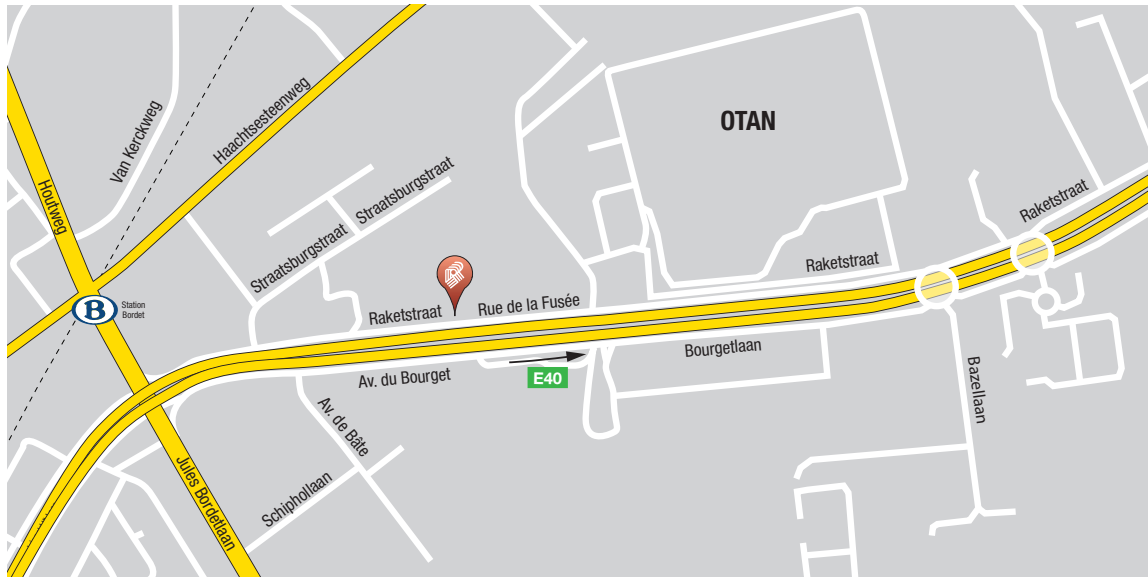 OTAN
Van Kerckweg
Haachtsesteenweg
Houtweg
Straatsburgstraat
Straatsburgstraat
Raketstraat
Raketstraat
B
Station
Bordet
Raketstraat
Rue de la Fusée
Bourgetlaan
Av. du Bourget
E40
Bazellaan
Av. de Bâte
Jules Bordetlaan
Schiphollaan